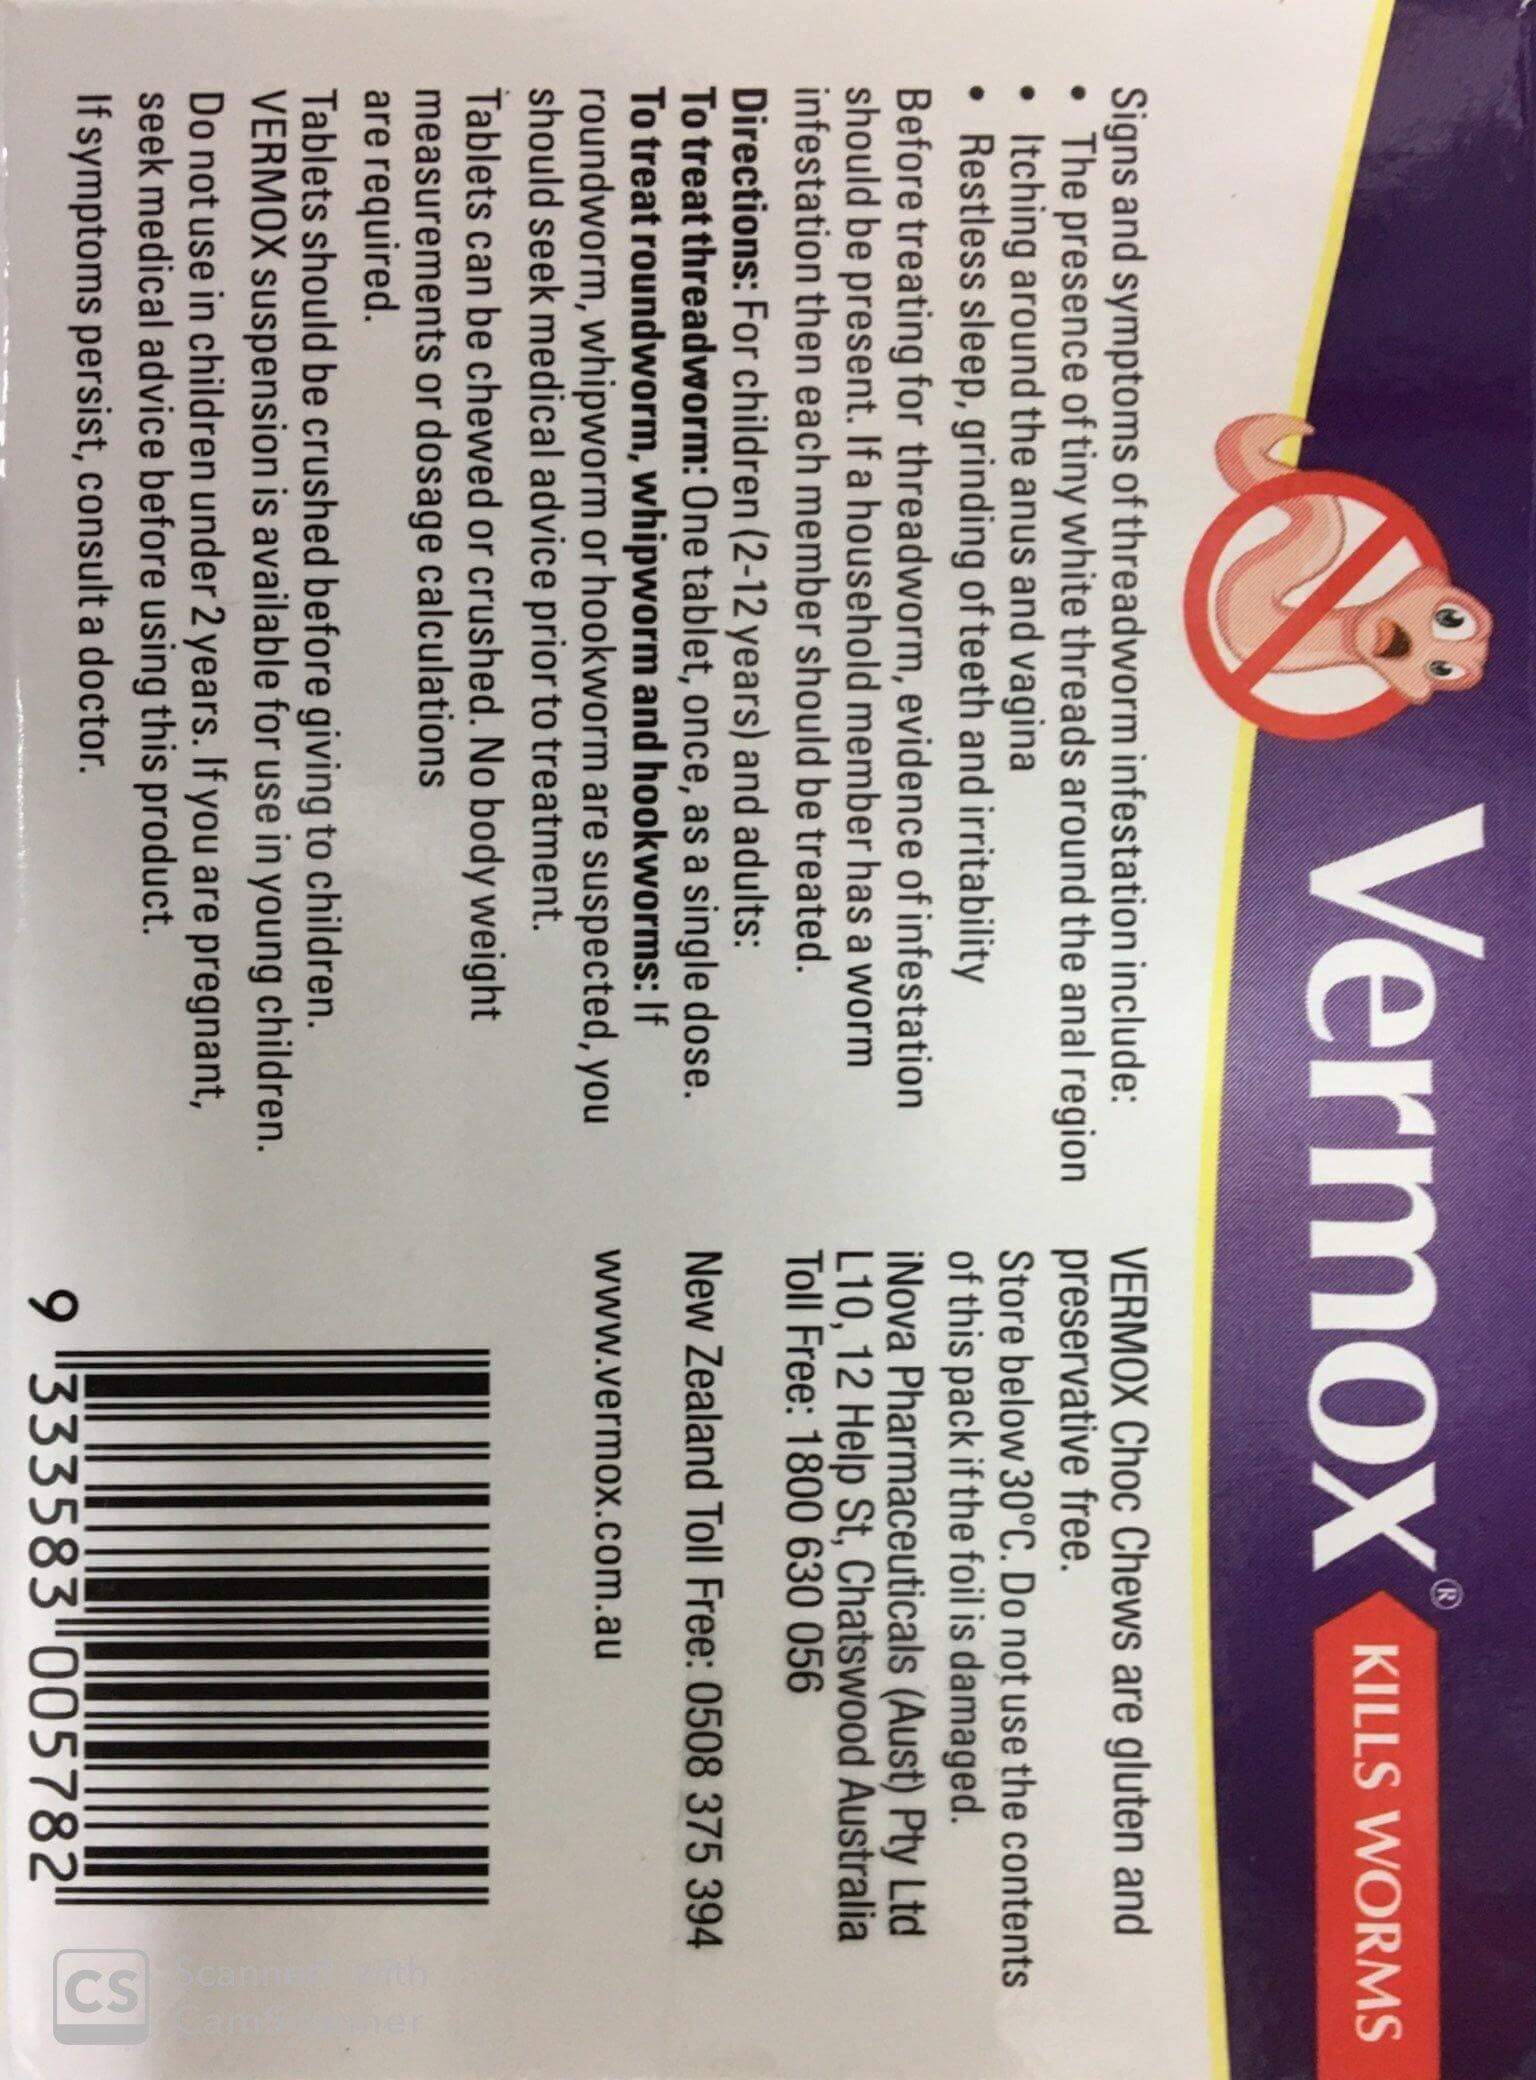 Vermox® KILLS WORMS
Signs and symptoms of threadworm infestation include:
• The presence of tiny white threads around the anal region
• Itching around the anus and vagina
• Restless sleep, grinding of teeth and irritability
Before treating for threadworm, evidence of infestation
should be present. If a household member has a worm
infestation then each member should be treated.
Directions: For children (2-12 years) and adults:
To treat threadworm: One tablet, once, as a single dose.
To treat roundworm, whipworm and hookworms: If
roundworm, whipworm or hookworm are suspected, you
should seek medical advice prior to treatment.
Tablets can be chewed or crushed. No body weight
measurements or dosage calculations
are required.
Tablets should be crushed before giving to children.
VERMOX suspension is available for use in young children.
Do not use in children under 2 years. If you are pregnant,
seek medical advice before using this product.
If symptoms persist, consult a doctor.
VERMOX Choc Chews are gluten and
preservative free.
Store below 30°C. Do not use the contents
of this pack if the foil is damaged.
iNova Pharmaceuticals (Aust) Pty Ltd
L10, 12 Help St, Chatswood Australia
Toll Free: 1800 630 056
New Zealand Toll Free: 0508 375 394
www.vermox.com.au
9 333583 005782
CS Scanned with
CamScanner